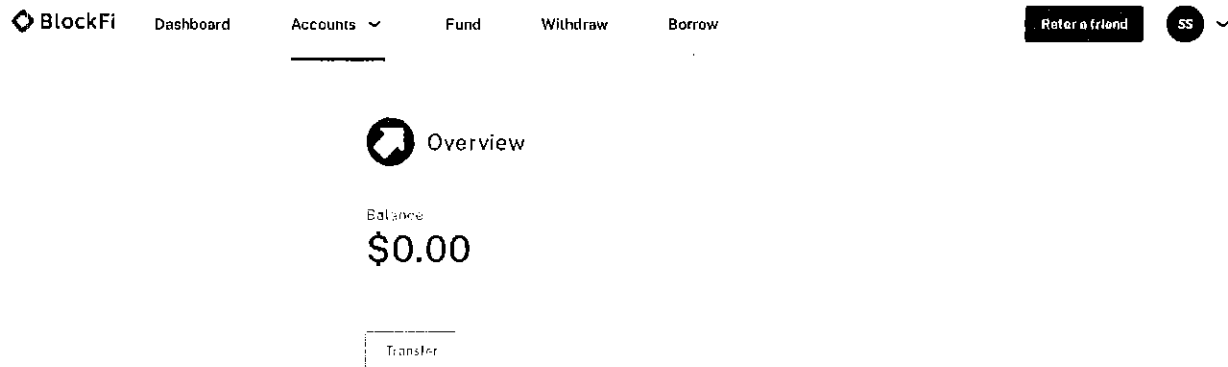 BlockFi Dashboard Accounts Fund Withdraw Borrow Refer a friend SS
Overview
Balance
$0.00
Transfer